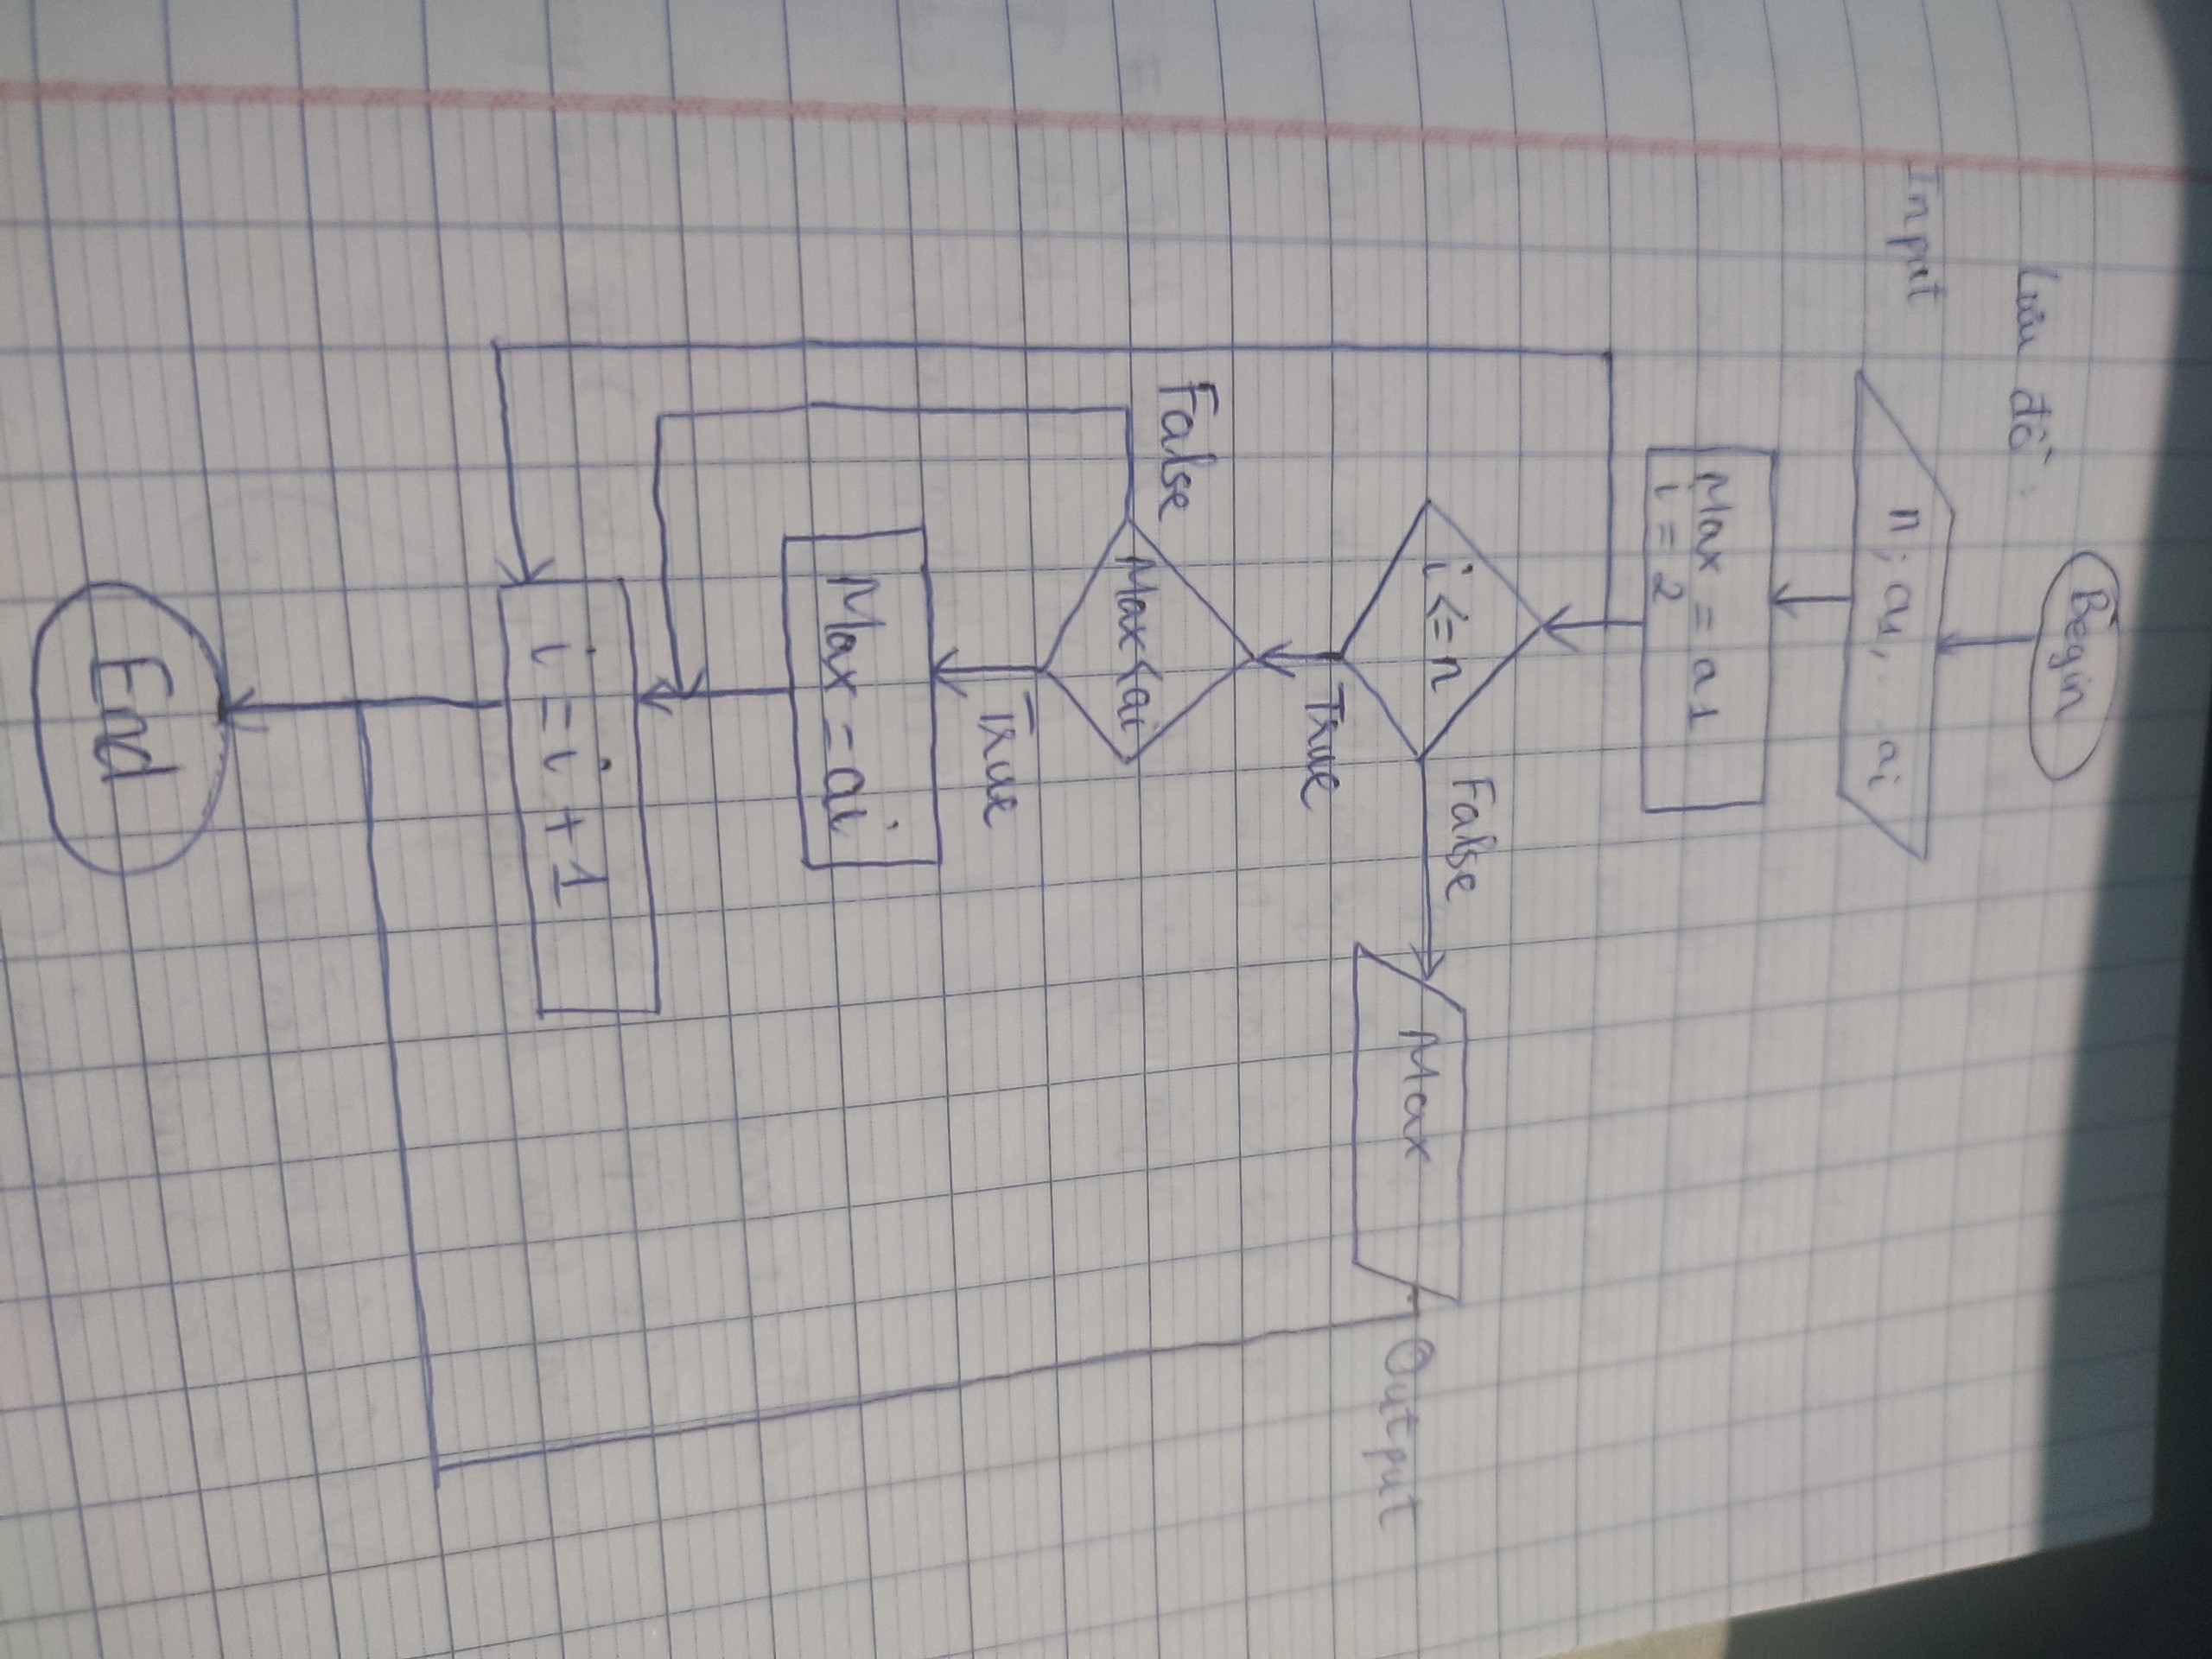 Lưu đồ:
Begin
Input
n; a1, .. ai
Max = a1
i = 2
i <= n
False
Max
Output
True
False
Max < ai
True
Max = ai
i = i + 1
End